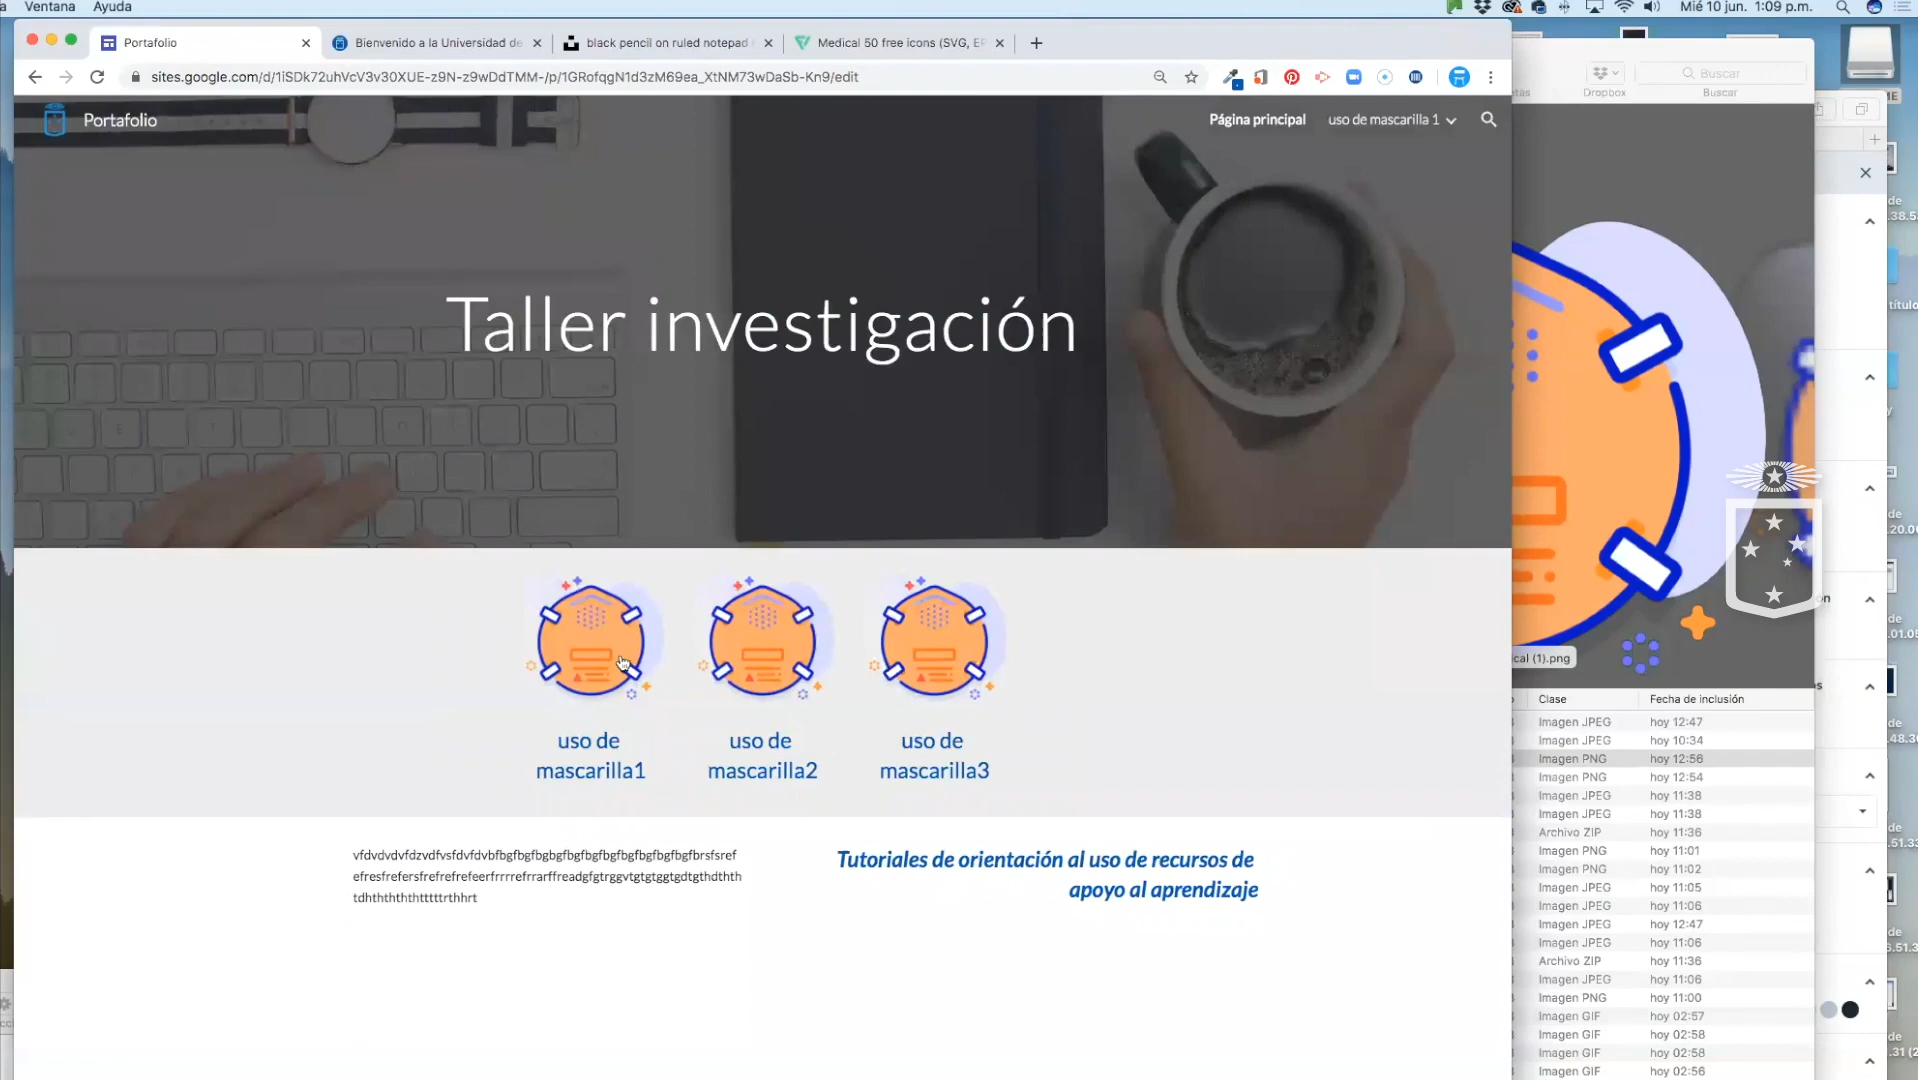 Ventana Ayuda
Mié 10 jun. 1:09 p.m.
Portafolio
Bienvenido a la Universidad de
black pencil on ruled notepad
Medical 50 free icons (SVG, EP
sites.google.com/d/1iSDk72uhVcV3v30XUE-z9N-z9wDdTMM-/p/1GRofqgN1d3zM69ea_XtNM73wDaSb-Kn9/edit
Buscar
Dropbox
Buscar
Portafolio
Página principal
uso de mascarilla 1
Taller investigación
uso de
mascarilla1
uso de
mascarilla2
uso de
mascarilla3
Tutoriales de orientación al uso de recursos de
apoyo al aprendizaje
ical (1).png
Clase Fecha de inclusión
Imagen JPEG hoy 12:47
Imagen JPEG hoy 10:34
Imagen PNG hoy 12:56
Imagen PNG hoy 12:54
Imagen JPEG hoy 11:38
Imagen JPEG hoy 11:38
Archivo ZIP hoy 11:36
Imagen PNG hoy 11:01
Imagen PNG hoy 11:02
Imagen JPEG hoy 11:05
Imagen JPEG hoy 11:06
Imagen JPEG hoy 12:47
Imagen JPEG hoy 11:06
Archivo ZIP hoy 11:36
Imagen JPEG hoy 11:06
Imagen PNG hoy 11:00
Imagen GIF hoy 02:57
Imagen GIF hoy 02:58
Imagen GIF hoy 02:58
Imagen GIF hoy 02:56